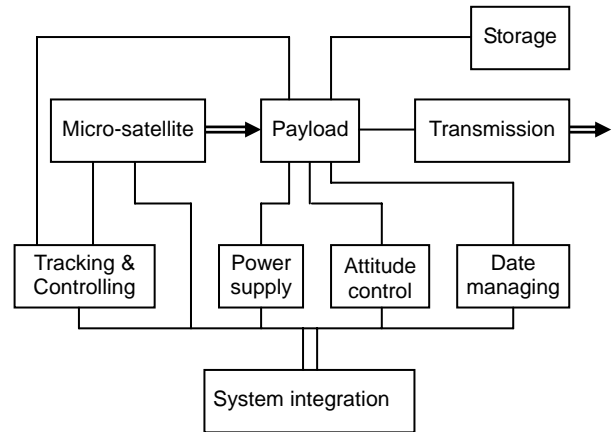 Storage
Micro-satellite
Payload
Transmission
Tracking &
Controlling
Power
supply
Attitude
control
Date
managing
System integration